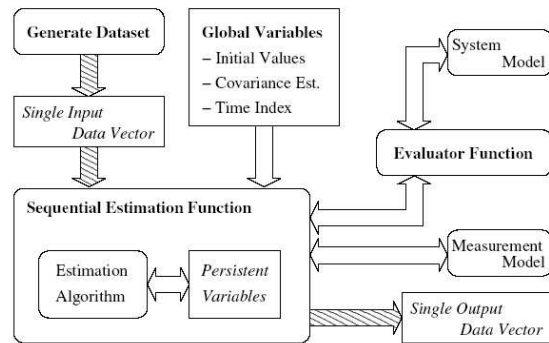 Generate Dataset
Global Variables
– Initial Values
– Covariance Est.
– Time Index
System
Model
Single Input
Data Vector
Evaluator Function
Sequential Estimation Function
Estimation
Algorithm
Persistent
Variables
Measurement
Model
Single Output
Data Vector